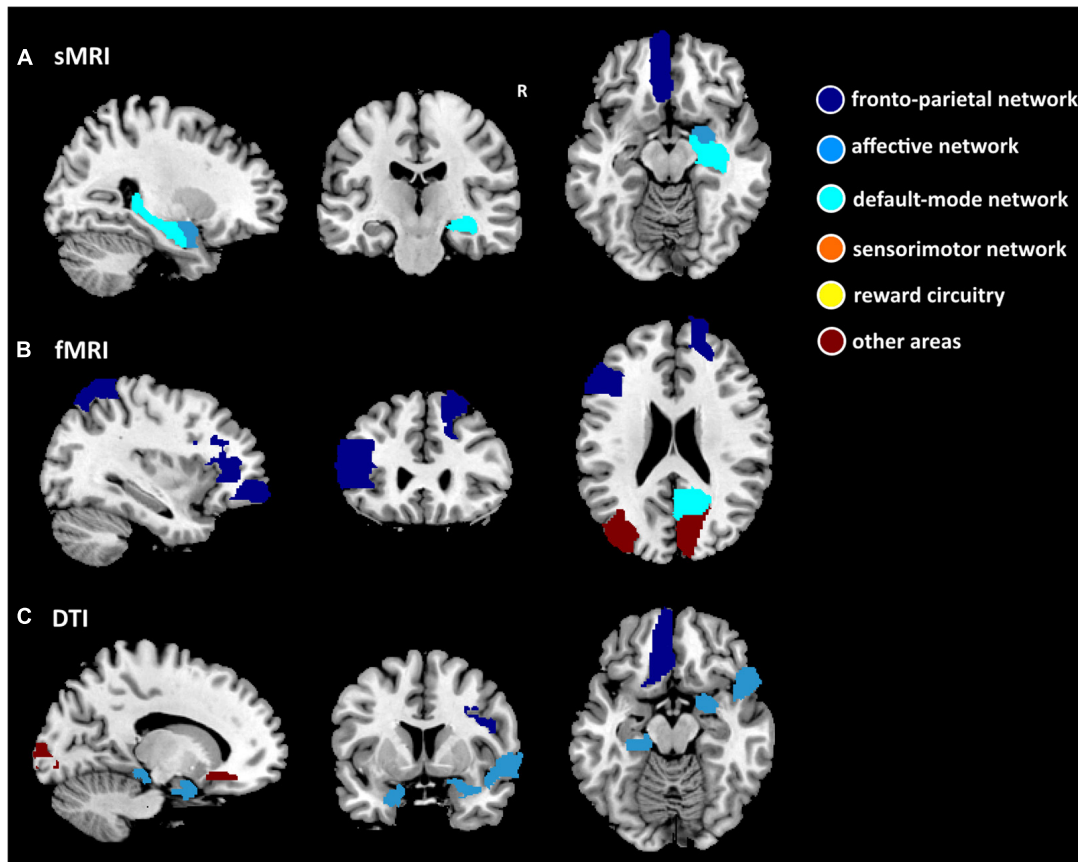 A sMRI
R
fronto-parietal network
affective network
default-mode network
sensorimotor network
reward circuitry
other areas
B fMRI
C DTI